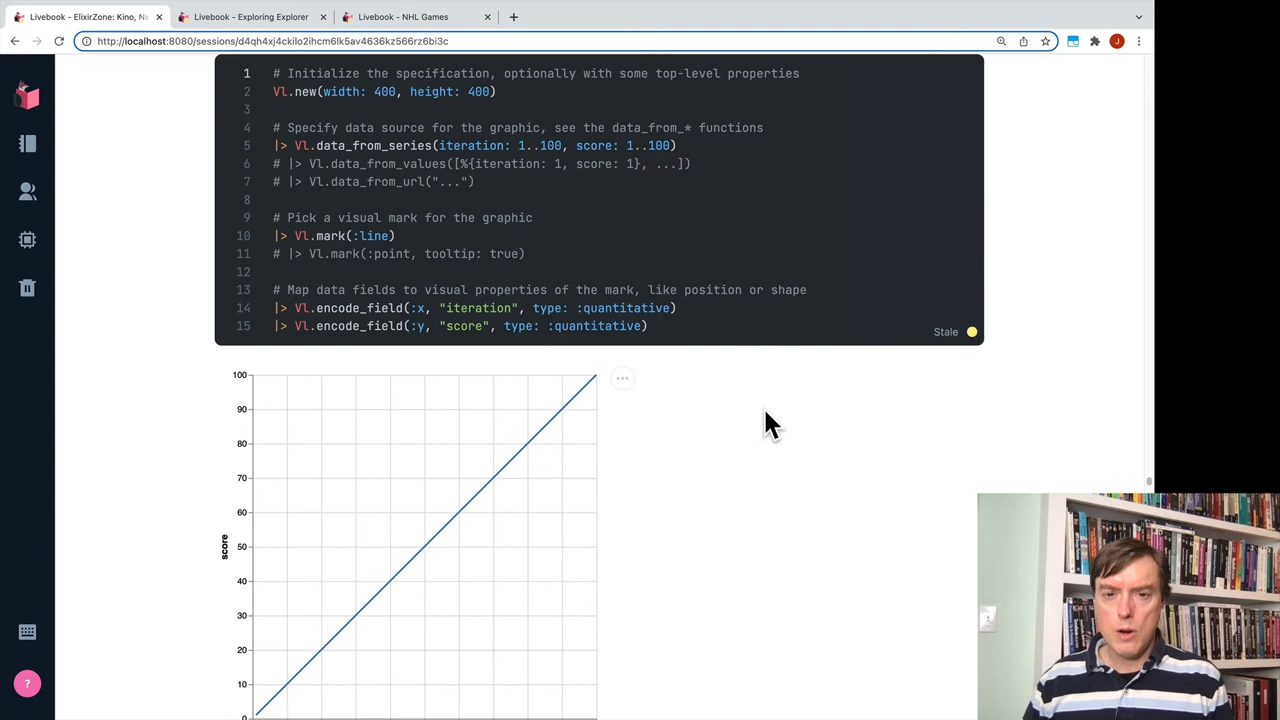 Livebook - ElixirZone: Kino, Nx
Livebook - Exploring Explorer
Livebook - NHL Games
http://localhost:8080/sessions/d4qh4xj4ckilo2ihcm6lk5av4636kz566rz6bi3c
J
1 # Initialize the specification, optionally with some top-level properties
2 Vl.new(width: 400, height: 400)
3
4 # Specify data source for the graphic, see the data_from_* functions
5 |> Vl.data_from_series(iteration: 1..100, score: 1..100)
6 # |> Vl.data_from_values([%{iteration: 1, score: 1}, ...])
7 # |> Vl.data_from_url("...")
8
9 # Pick a visual mark for the graphic
10 |> Vl.mark(:line)
11 # |> Vl.mark(:point, tooltip: true)
12
13 # Map data fields to visual properties of the mark, like position or shape
14 |> Vl.encode_field(:x, "iteration", type: :quantitative)
15 |> Vl.encode_field(:y, "score", type: :quantitative)
Stale
100
90
80
70
60
50
40
30
20
10
0
score
?